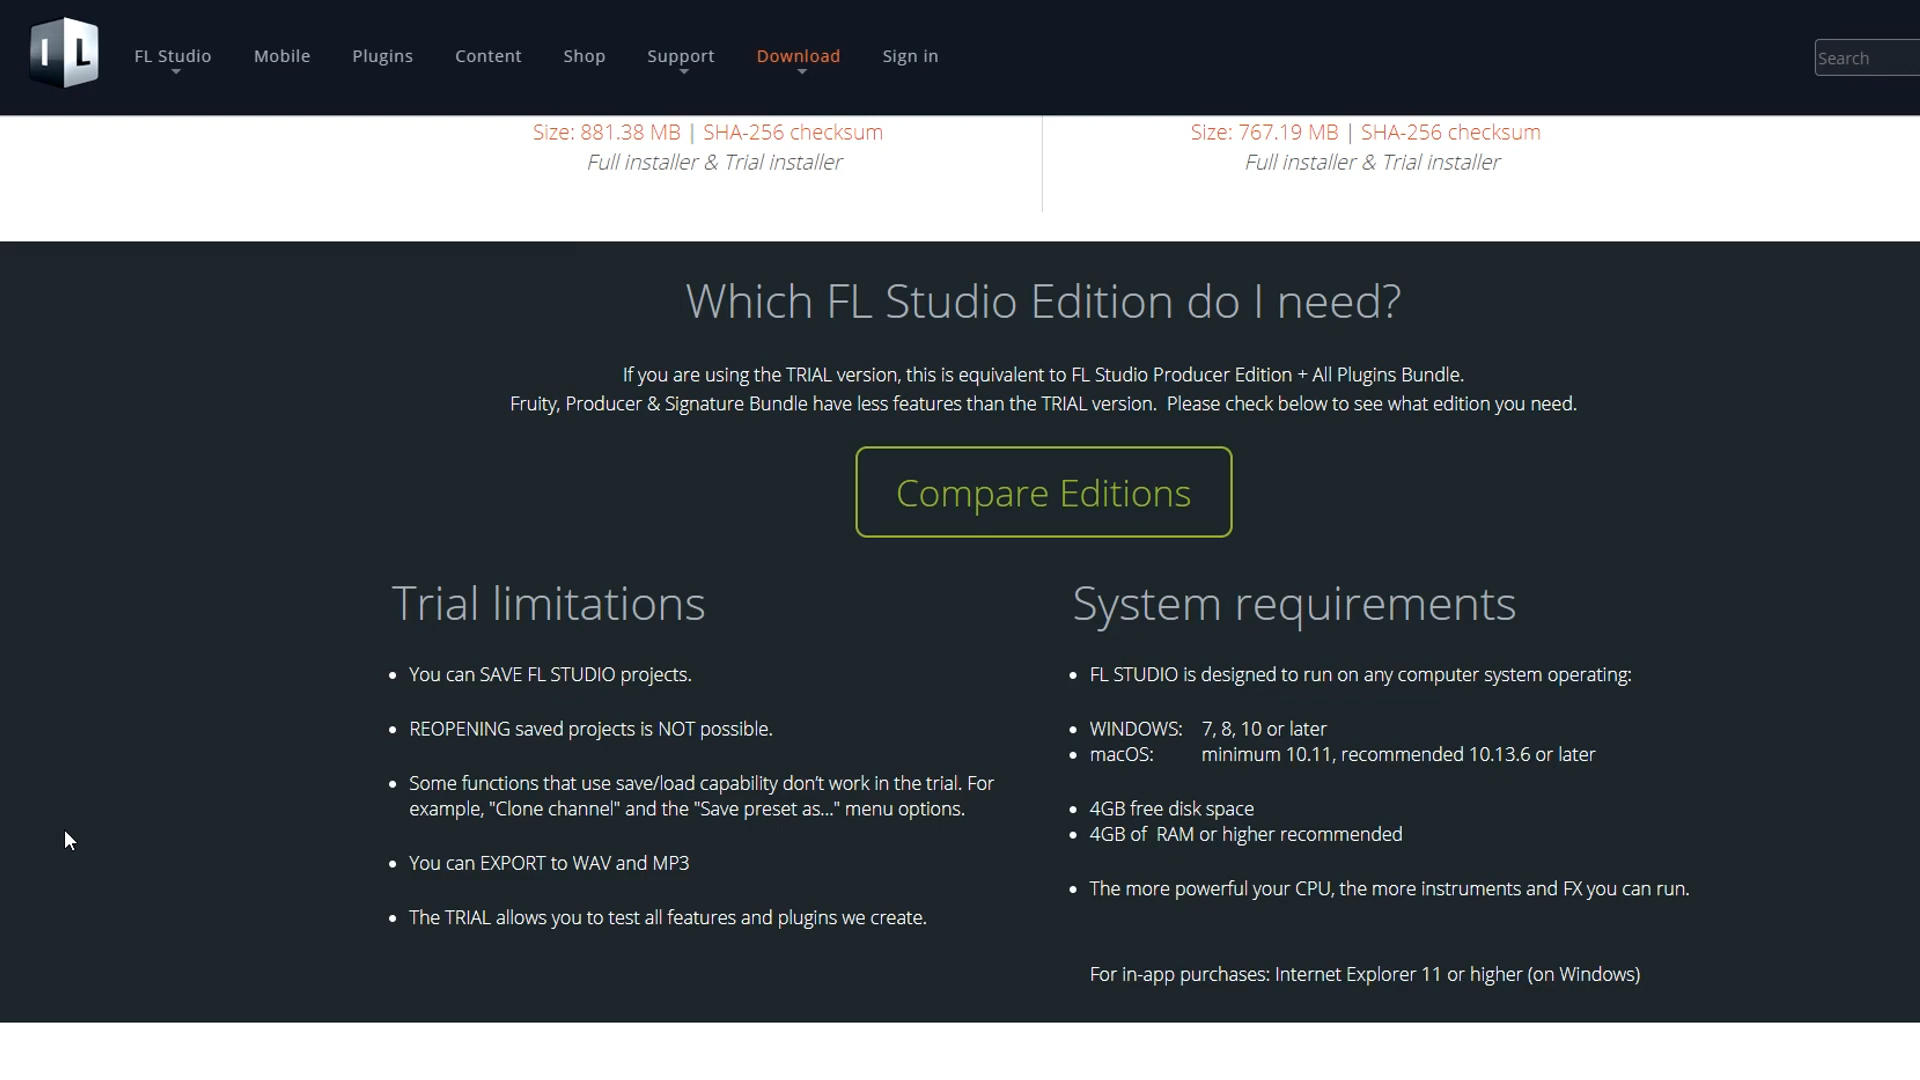 IL
FL Studio
Mobile
Plugins
Content
Shop
Support
Download
Sign in
Search
Size: 881.38 MB | SHA-256 checksum
Full installer & Trial installer
Size: 767.19 MB | SHA-256 checksum
Full installer & Trial installer
Which FL Studio Edition do I need?
If you are using the TRIAL version, this is equivalent to FL Studio Producer Edition + All Plugins Bundle.
Fruity, Producer & Signature Bundle have less features than the TRIAL version. Please check below to see what edition you need.
Compare Editions
Trial limitations
• You can SAVE FL STUDIO projects.
• REOPENING saved projects is NOT possible.
• Some functions that use save/load capability don't work in the trial. For
example, "Clone channel" and the "Save preset as..." menu options.
• You can EXPORT to WAV and MP3
• The TRIAL allows you to test all features and plugins we create.
System requirements
• FL STUDIO is designed to run on any computer system operating:
• WINDOWS: 7, 8, 10 or later
• macOS: minimum 10.11, recommended 10.13.6 or later
• 4GB free disk space
• 4GB of RAM or higher recommended
• The more powerful your CPU, the more instruments and FX you can run.
For in-app purchases: Internet Explorer 11 or higher (on Windows)